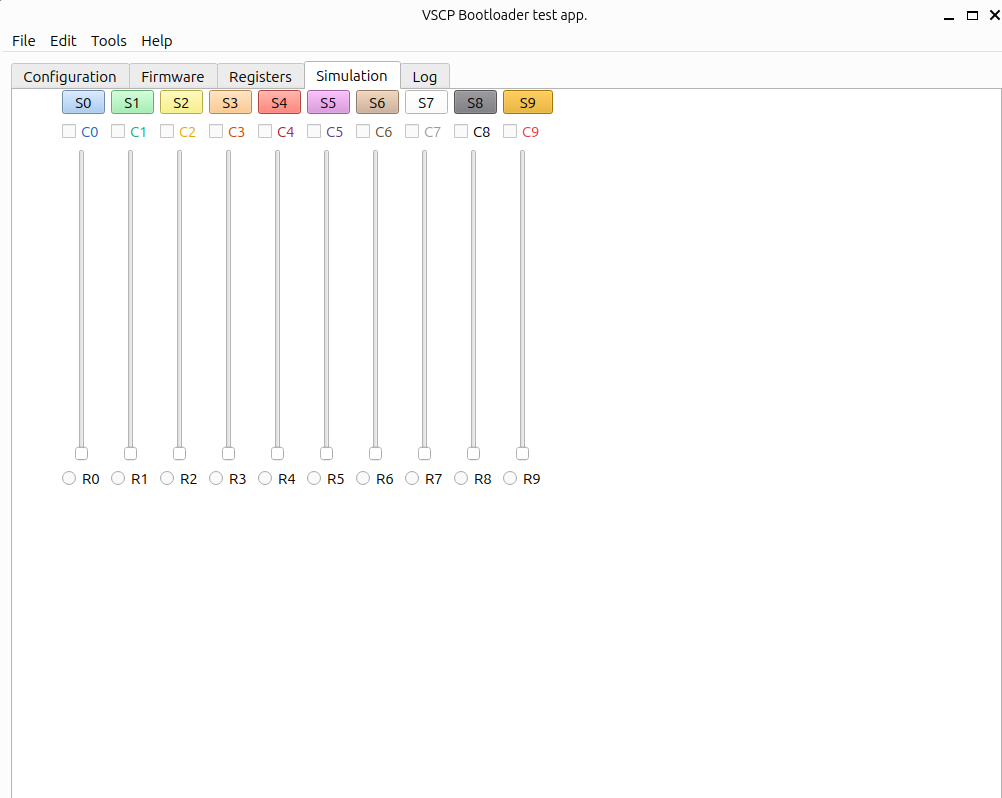 VSCP Bootloader test app.
File Edit Tools Help
Configuration Firmware Registers Simulation Log
S0 S1 S2 S3 S4 S5 S6 S7 S8 S9
C0 C1 C2 C3 C4 C5 C6 C7 C8 C9
R0 R1 R2 R3 R4 R5 R6 R7 R8 R9